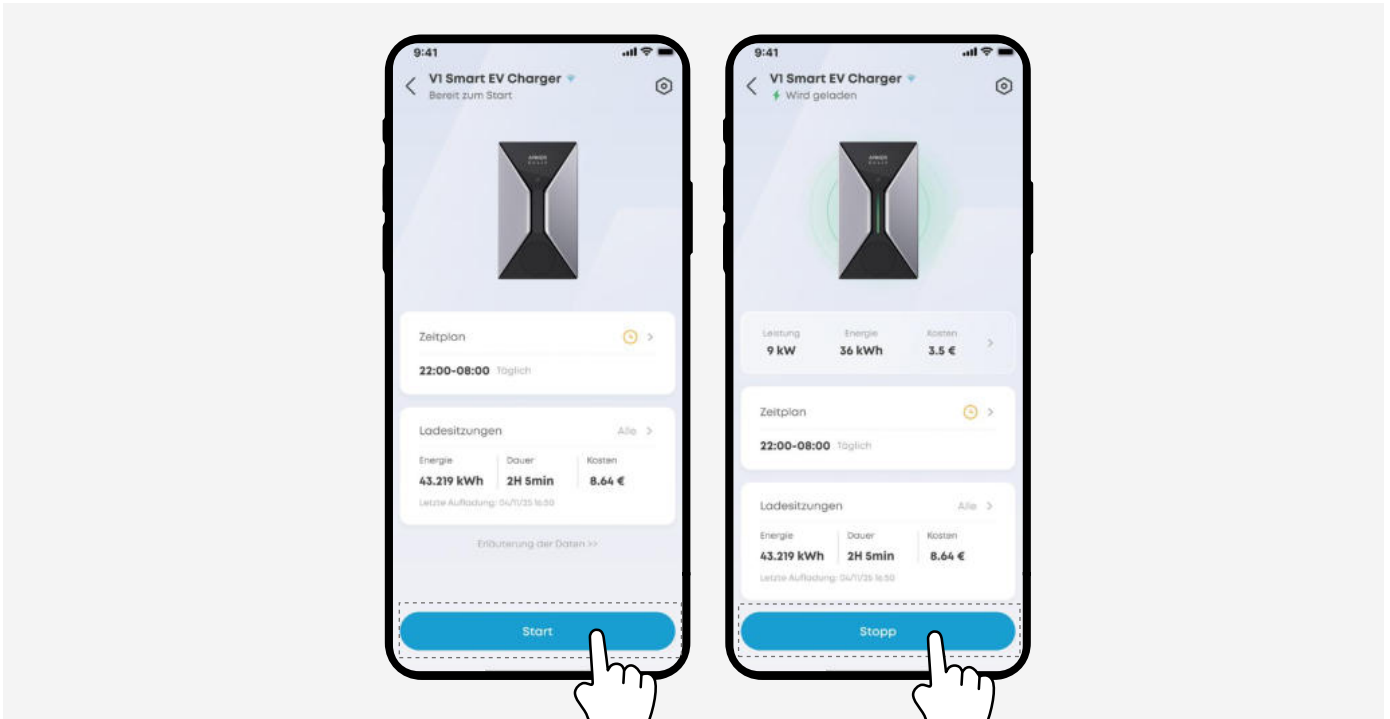 9:41
V1 Smart EV Charger
Bereit zum Start
ANKER
SOLIX
Zeitplan
22:00-08:00 Täglich
Ladesitzungen Alle >
Energie Dauer Kosten
43.219 kWh 2H 5min 8.64 €
Letzte Aufladung: 04/11/25 16:50
Erläuterung der Daten >>
Start
9:41
V1 Smart EV Charger
Wird geladen
ANKER
SOLIX
Leistung Energie Kosten
9 kW 36 kWh 3.5 €
Zeitplan
22:00-08:00 Täglich
Ladesitzungen Alle >
Energie Dauer Kosten
43.219 kWh 2H 5min 8.64 €
Letzte Aufladung: 04/11/25 16:50
Stopp